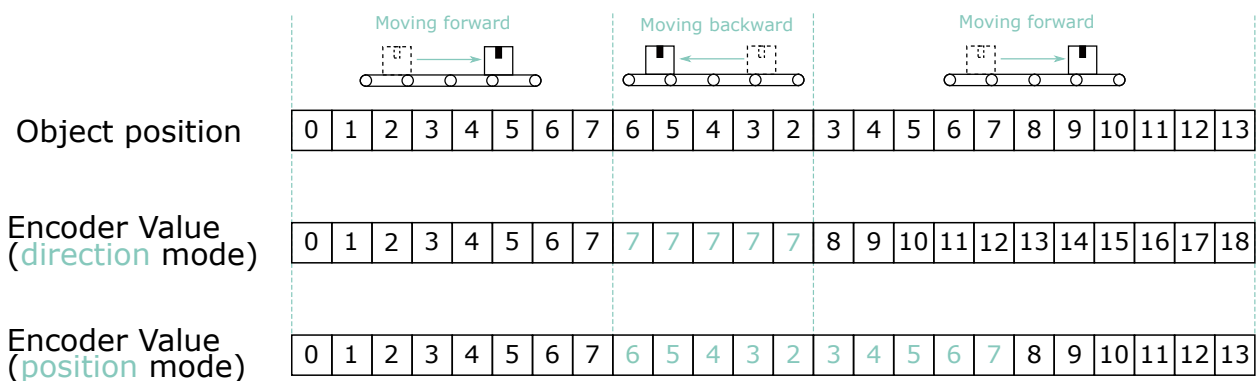 Moving forward Moving backward Moving forward
Object position 0 1 2 3 4 5 6 7 6 5 4 3 2 3 4 5 6 7 8 9 10 11 12 13
Encoder Value
(direction mode) 0 1 2 3 4 5 6 7 7 7 7 7 7 8 9 10 11 12 13 14 15 16 17 18
Encoder Value
(position mode) 0 1 2 3 4 5 6 7 6 5 4 3 2 3 4 5 6 7 8 9 10 11 12 13